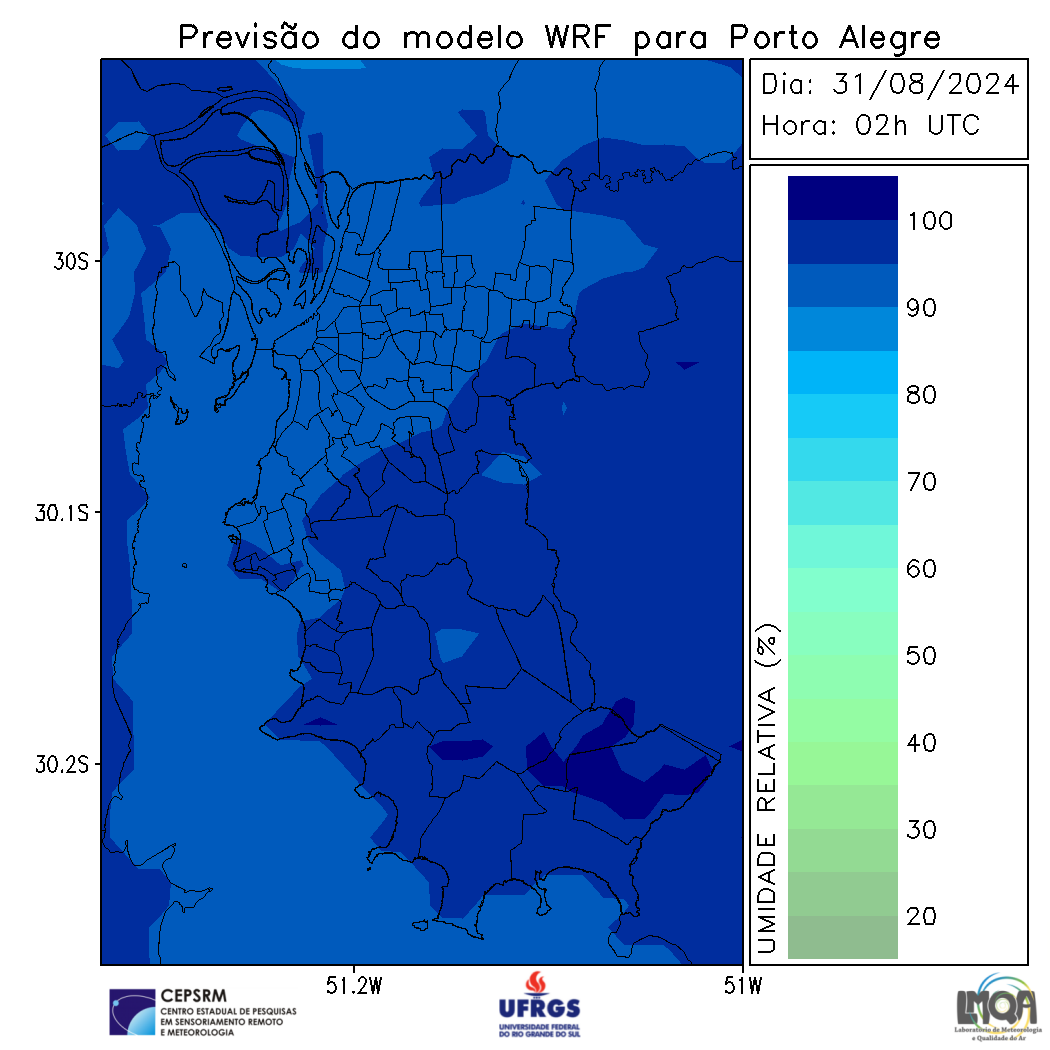 Previsão do modelo WRF para Porto Alegre
Dia: 31/08/2024
Hora: 02h UTC
100
90
80
70
60
50
40
30
20
UMIDADE RELATIVA (%)
30S
30.1S
30.2S
51.2W
51W
CEPSRM
CENTRO ESTADUAL DE PESQUISAS
EM SENSORIAMENTO REMOTO
E METEOROLOGIA
UFRGS
UNIVERSIDADE FEDERAL
DO RIO GRANDE DO SUL
LMQA
Laboratório de Meteorologia
e Qualidade do Ar